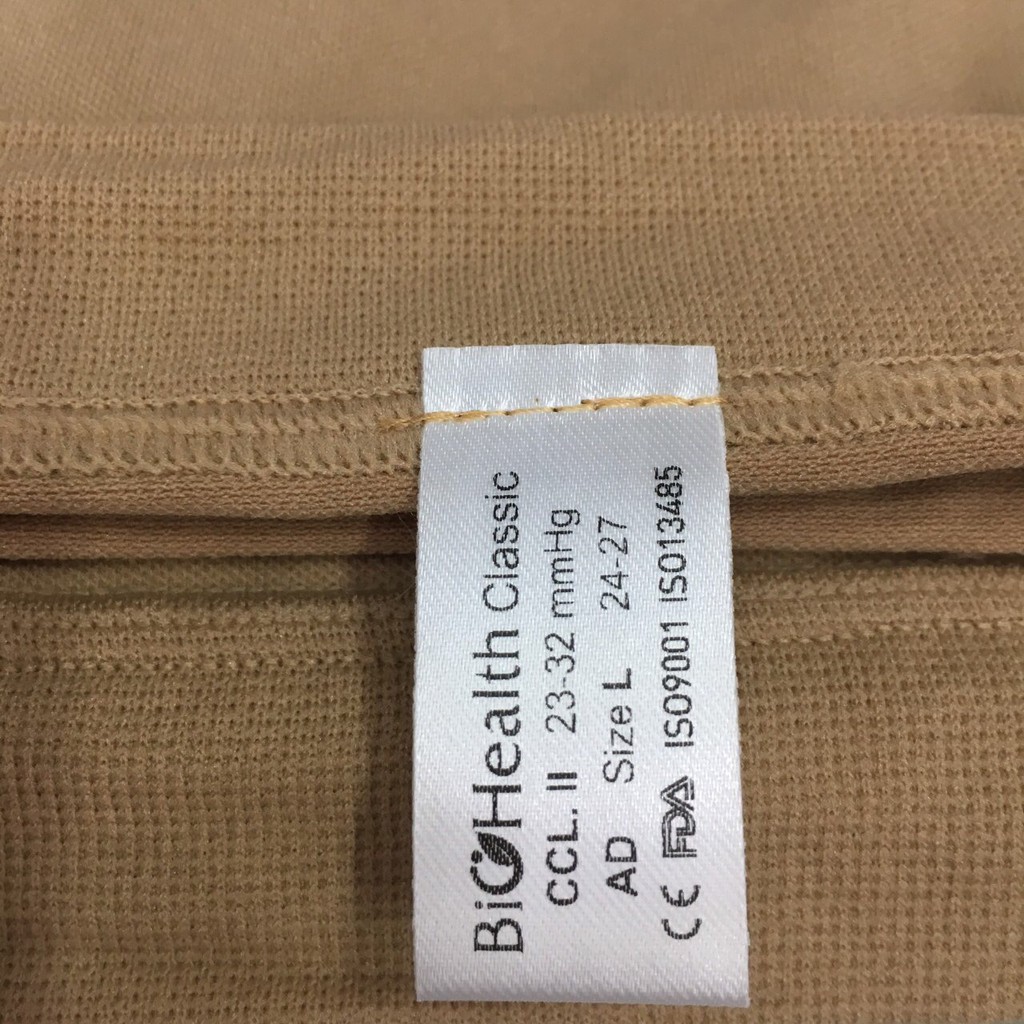 BioHealth Classic
CCL. II 23-32 mmHg
AD Size L 24-27
CE FDA ISO9001 ISO13485